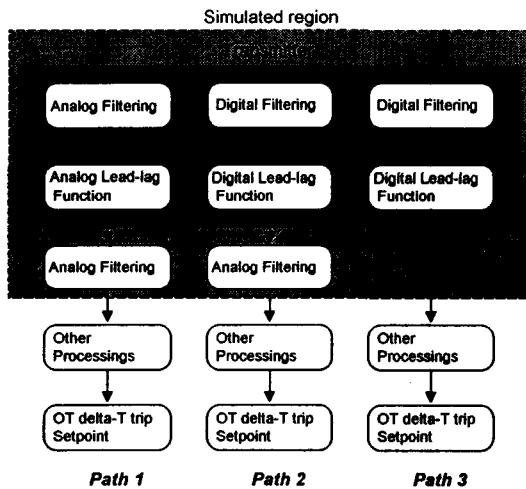 Simulated region
Analog Filtering
Digital Filtering
Digital Filtering
Analog Lead-lag
Function
Digital Lead-lag
Function
Digital Lead-lag
Function
Analog Filtering
Analog Filtering
Other
Processings
Other
Processings
Other
Processings
OT delta-T trip
Setpoint
OT delta-T trip
Setpoint
OT delta-T trip
Setpoint
Path 1
Path 2
Path 3